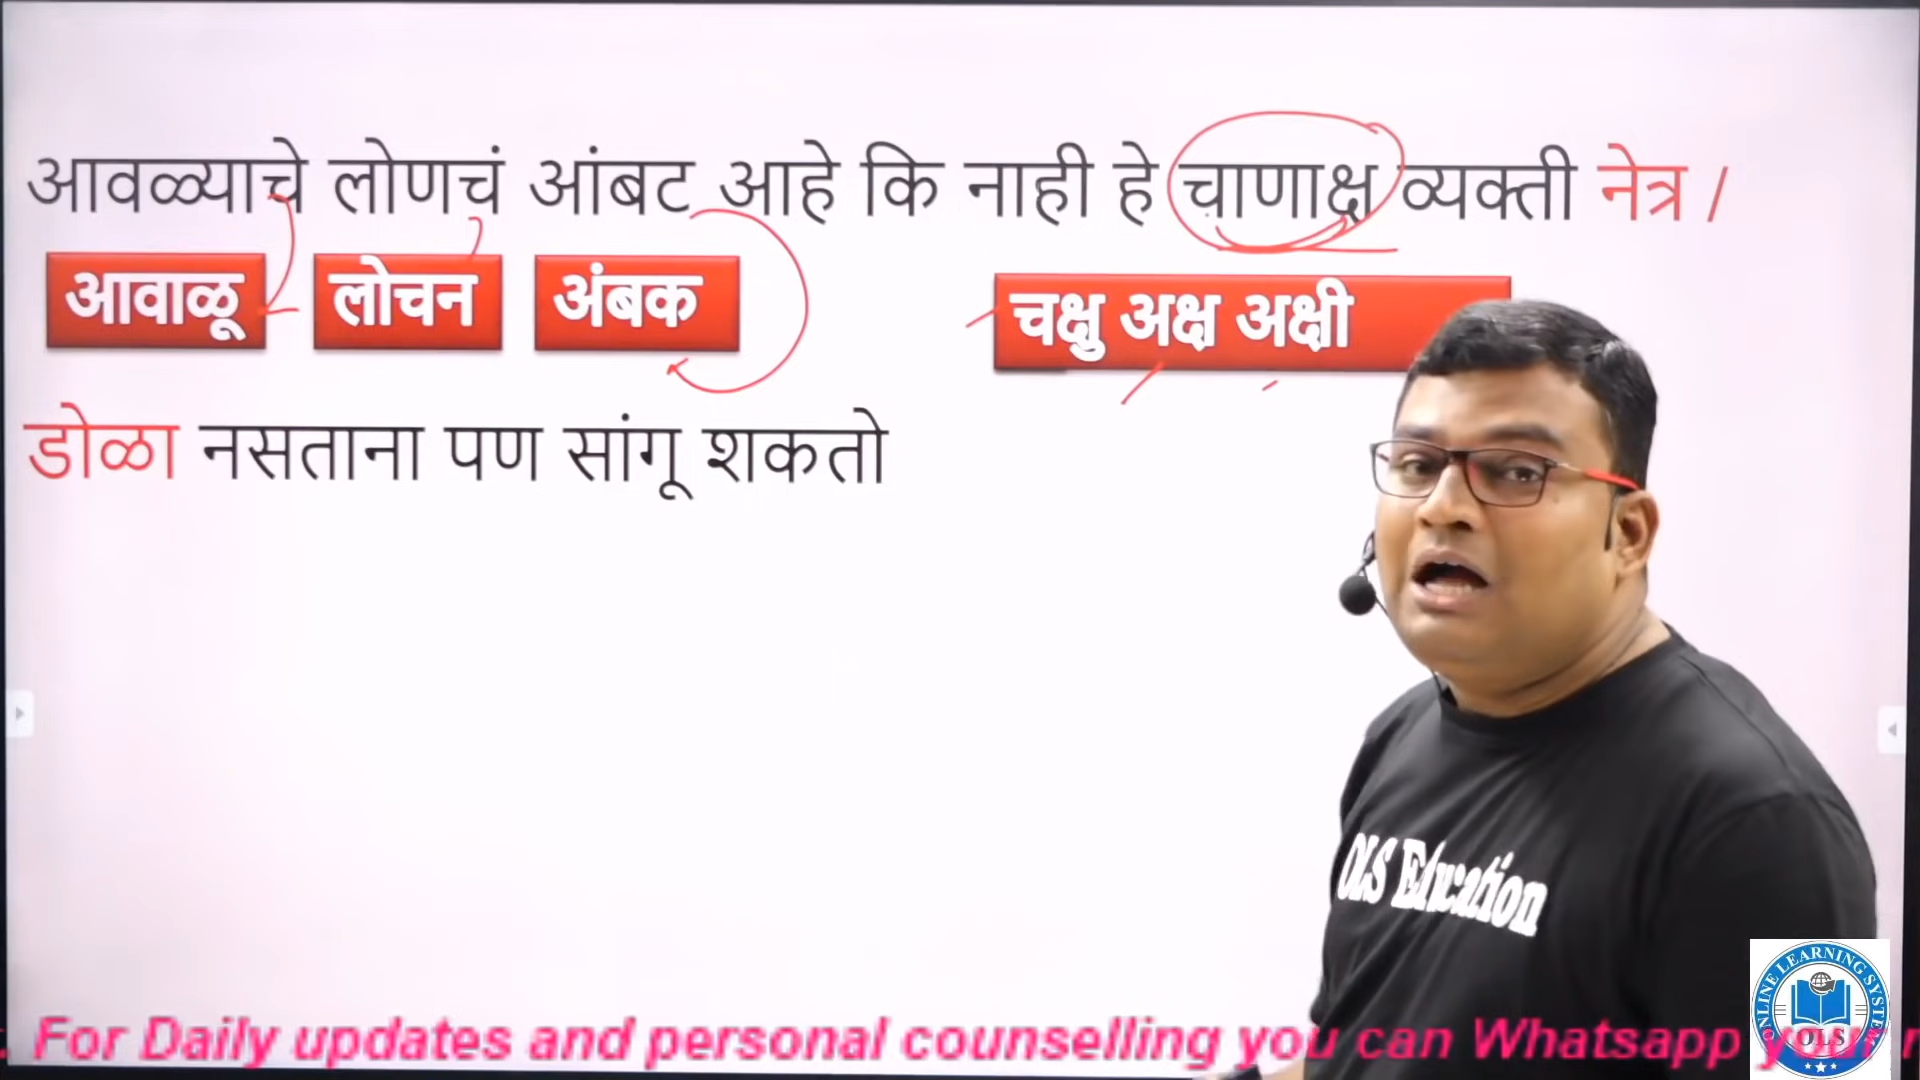 आवळ्याचे लोणचं आंबट आहे कि नाही हे चाणाक्ष व्यक्ती नेत्र /
आवाळू लोचन अंबक चक्षु अक्ष अक्षी
डोळा नसताना पण सांगू शकतो
OLS Education
ONLINE LEARNING SYSTEM
OLS
For Daily updates and personal counselling you can Whatsapp your